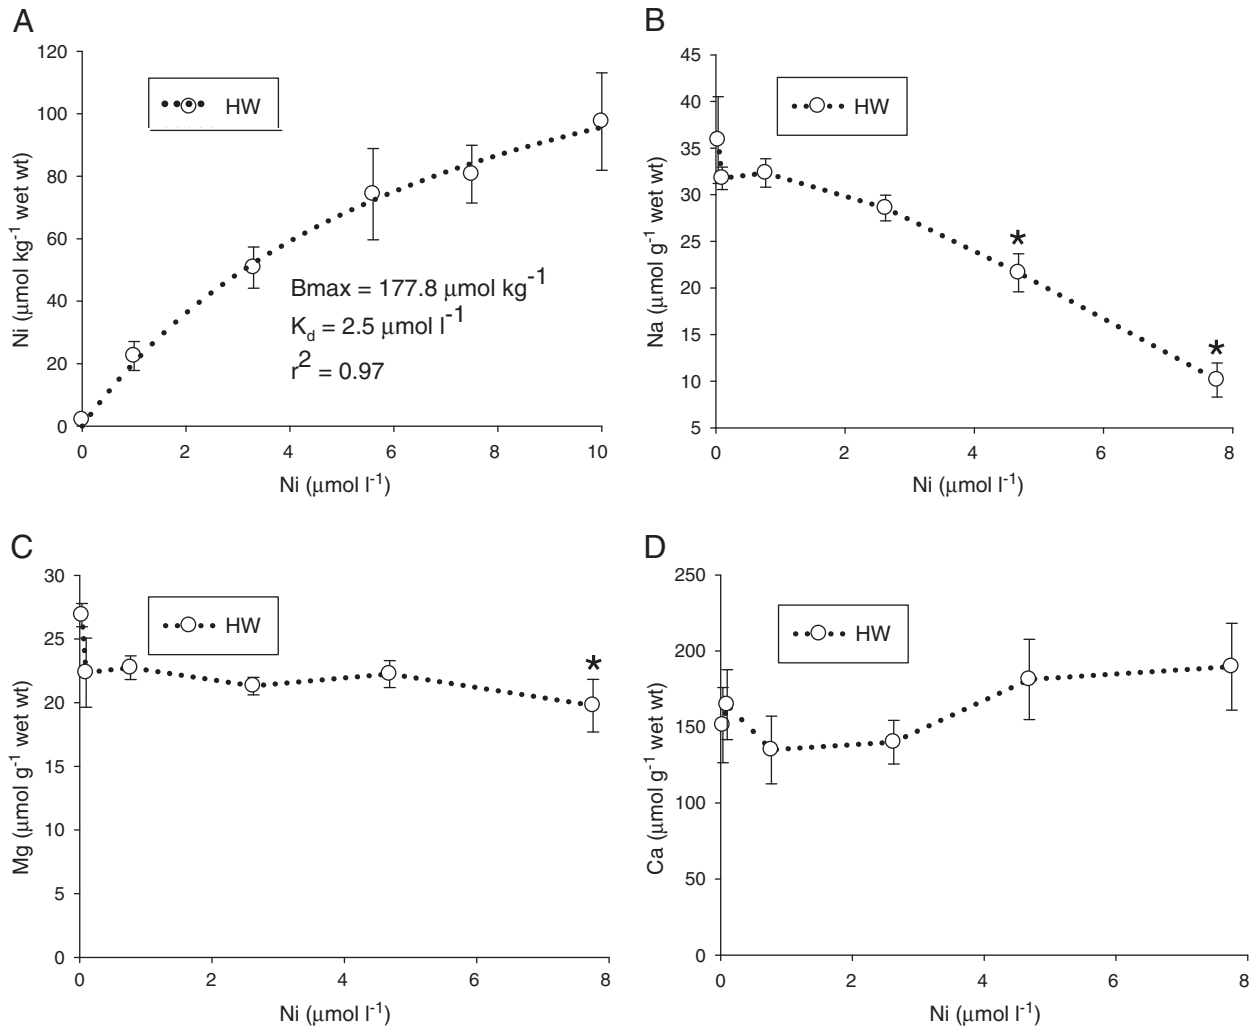 A
120
100
80
60
40
20
0
Ni (μmol kg⁻¹ wet wt)
HW
Bmax = 177.8 μmol kg⁻¹
K_d = 2.5 μmol l⁻¹
r² = 0.97
0 2 4 6 8 10
Ni (μmol l⁻¹)
B
45
40
35
30
25
20
15
10
5
Na (μmol g⁻¹ wet wt)
HW
*
*
0 2 4 6 8
Ni (μmol l⁻¹)
C
30
25
20
15
10
5
0
Mg (μmol g⁻¹ wet wt)
HW
*
0 2 4 6 8
Ni (μmol l⁻¹)
D
250
200
150
100
50
0
Ca (μmol g⁻¹ wet wt)
HW
0 2 4 6 8
Ni (μmol l⁻¹)